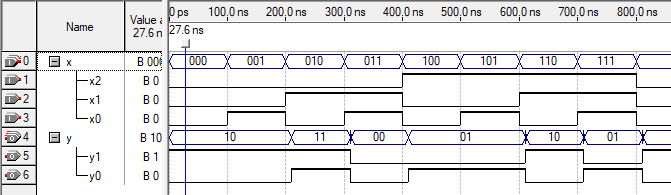 Name Value a 27.6 n 0 ps 100.0 ns 200.0 ns 300.0 ns 400.0 ns 500.0 ns 600.0 ns 700.0 ns 800.0 ns
27.6 ns
0 x B 000 000 001 010 011 100 101 110 111
1 x2 B 0
2 x1 B 0
3 x0 B 0
4 y B 10 10 11 00 01 10 01
5 y1 B 1
6 y0 B 0